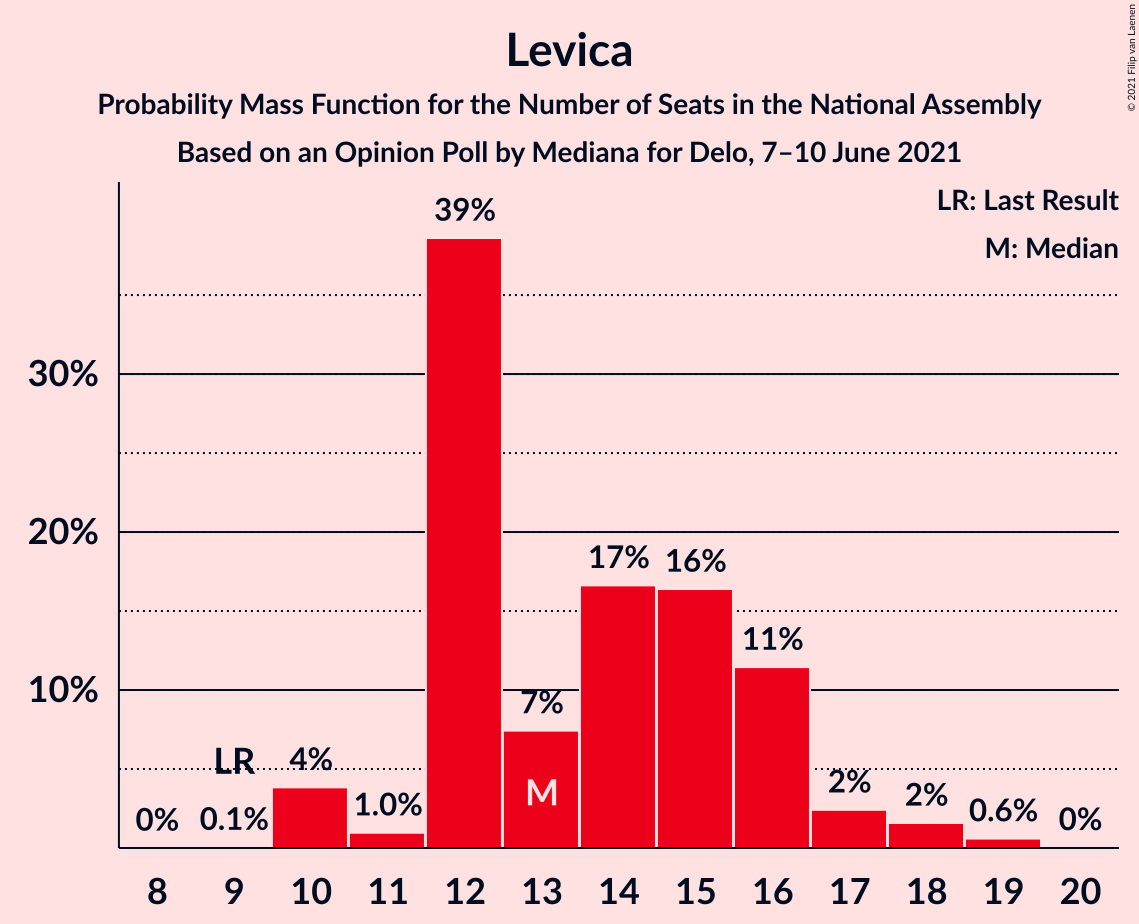 Levica
Probability Mass Function for the Number of Seats in the National Assembly
Based on an Opinion Poll by Mediana for Delo, 7–10 June 2021
© 2021 Filip van Laenen
LR: Last Result
M: Median
39%
30%
20%
17%
16%
11%
10%
7%
LR
4%
M
2%
2%
0%
0.1%
1.0%
0.6%
0%
8 9 10 11 12 13 14 15 16 17 18 19 20